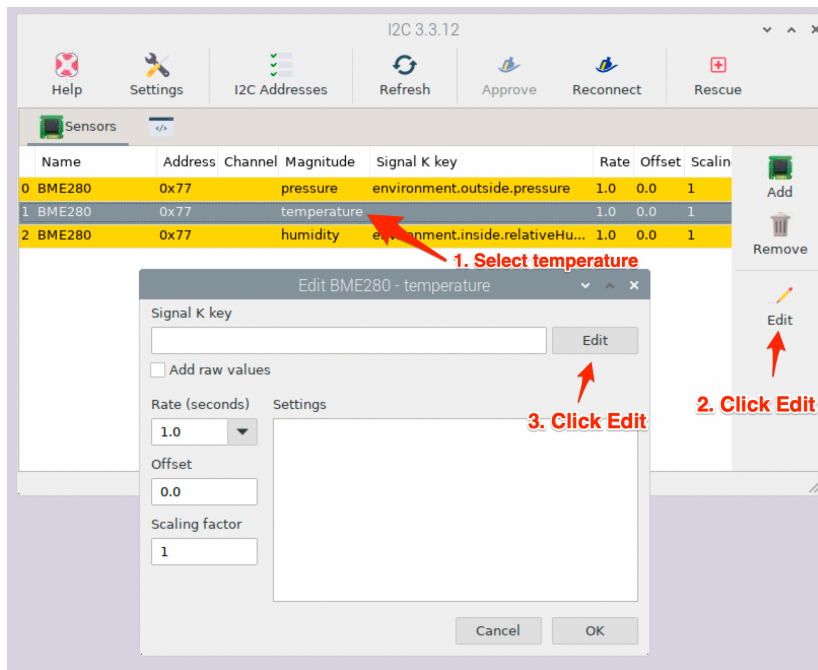 I2C 3.3.12
Help Settings I2C Addresses Refresh Approve Reconnect Rescue
Sensors </>
Name Address Channel Magnitude Signal K key Rate Offset Scalin
0 BME280 0x77 pressure environment.outside.pressure 1.0 0.0 1
1 BME280 0x77 temperature 1.0 0.0 1
2 BME280 0x77 humidity environment.inside.relativeHu... 1.0 0.0 1
Add
Remove
Edit
1. Select temperature
2. Click Edit
Edit BME280 - temperature
Signal K key
Edit
Add raw values
3. Click Edit
Rate (seconds) Settings
1.0
Offset
0.0
Scaling factor
1
Cancel OK